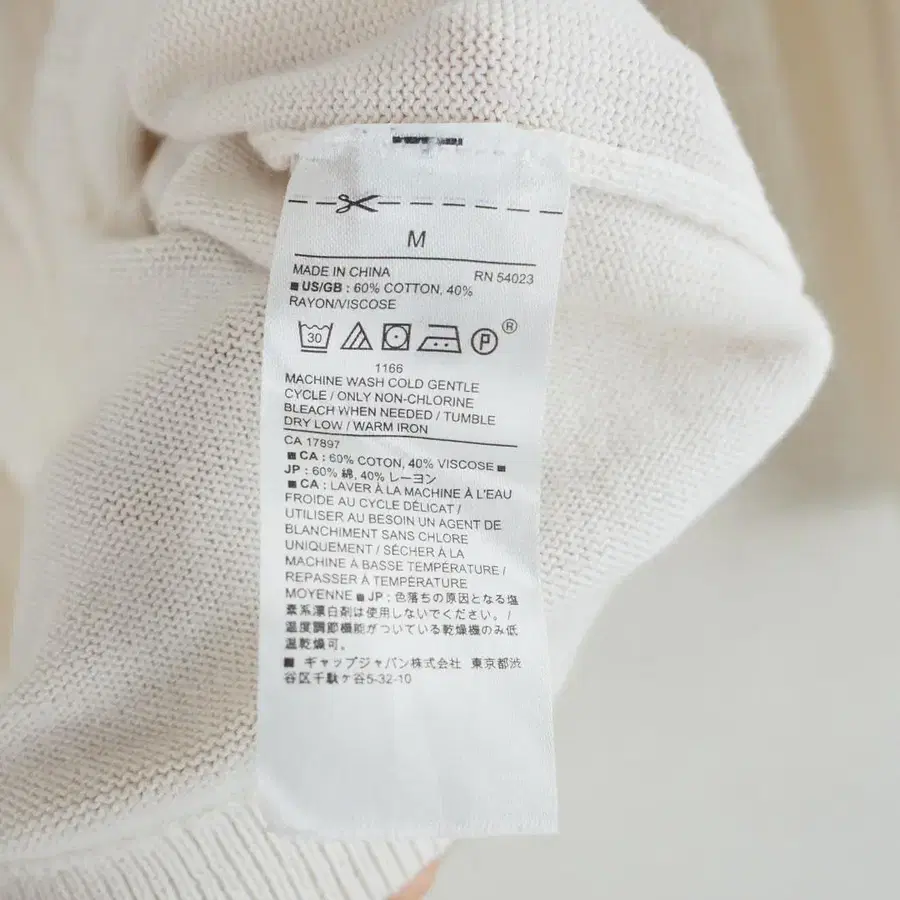 M
MADE IN CHINA RN 54023
■ US/GB : 60% COTTON, 40%
RAYON/VISCOSE
30 P ®
1166
MACHINE WASH COLD GENTLE
CYCLE / ONLY NON-CHLORINE
BLEACH WHEN NEEDED / TUMBLE
DRY LOW / WARM IRON
CA 17897
■ CA : 60% COTON, 40% VISCOSE ■
JP : 60% 綿, 40% レーヨン
■ CA : LAVER À LA MACHINE À L'EAU
FROIDE AU CYCLE DÉLICAT /
UTILISER AU BESOIN UN AGENT DE
BLANCHIMENT SANS CHLORE
UNIQUEMENT / SÉCHER À LA
MACHINE À BASSE TEMPÉRATURE /
REPASSER À TEMPÉRATURE
MOYENNE ■ JP : 色落ちの原因となる塩
素系漂白剤は使用しないでください。/
温度調節機能がついている乾燥機のみ低
温乾燥可。
■ ギャップジャパン株式会社 東京都渋
谷区千駄ヶ谷5-32-10